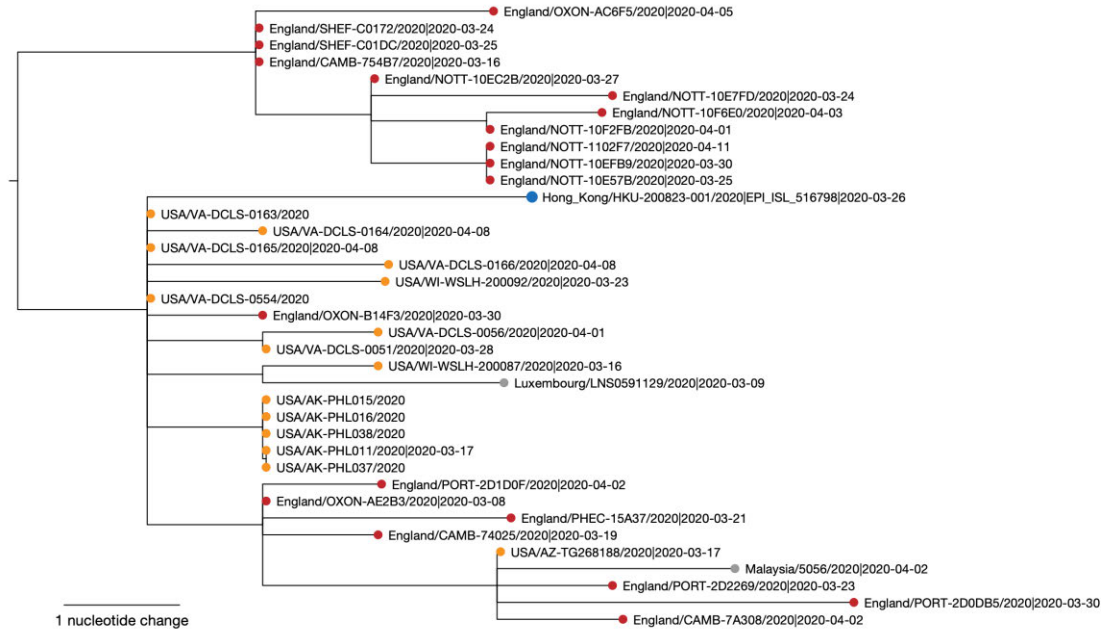 England/OXON-AC6F5/2020|2020-04-05
England/SHEF-C0172/2020|2020-03-24
England/SHEF-C01DC/2020|2020-03-25
England/CAMB-754B7/2020|2020-03-16
England/NOTT-10EC2B/2020|2020-03-27
England/NOTT-10E7FD/2020|2020-03-24
England/NOTT-10F6E0/2020|2020-04-03
England/NOTT-10F2FB/2020|2020-04-01
England/NOTT-1102F7/2020|2020-04-11
England/NOTT-10EFB9/2020|2020-03-30
England/NOTT-10E57B/2020|2020-03-25
Hong_Kong/HKU-200823-001/2020|EPI_ISL_516798|2020-03-26
USA/VA-DCLS-0163/2020
USA/VA-DCLS-0164/2020|2020-04-08
USA/VA-DCLS-0165/2020|2020-04-08
USA/VA-DCLS-0166/2020|2020-04-08
USA/WI-WSLH-200092/2020|2020-03-23
USA/VA-DCLS-0554/2020
England/OXON-B14F3/2020|2020-03-30
USA/VA-DCLS-0056/2020|2020-04-01
USA/VA-DCLS-0051/2020|2020-03-28
USA/WI-WSLH-200087/2020|2020-03-16
Luxembourg/LNS0591129/2020|2020-03-09
USA/AK-PHL015/2020
USA/AK-PHL016/2020
USA/AK-PHL038/2020
USA/AK-PHL011/2020|2020-03-17
USA/AK-PHL037/2020
England/PORT-2D1D0F/2020|2020-04-02
England/OXON-AE2B3/2020|2020-03-08
England/PHEC-15A37/2020|2020-03-21
England/CAMB-74025/2020|2020-03-19
USA/AZ-TG268188/2020|2020-03-17
Malaysia/5056/2020|2020-04-02
England/PORT-2D2269/2020|2020-03-23
England/PORT-2D0DB5/2020|2020-03-30
England/CAMB-7A308/2020|2020-04-02
1 nucleotide change